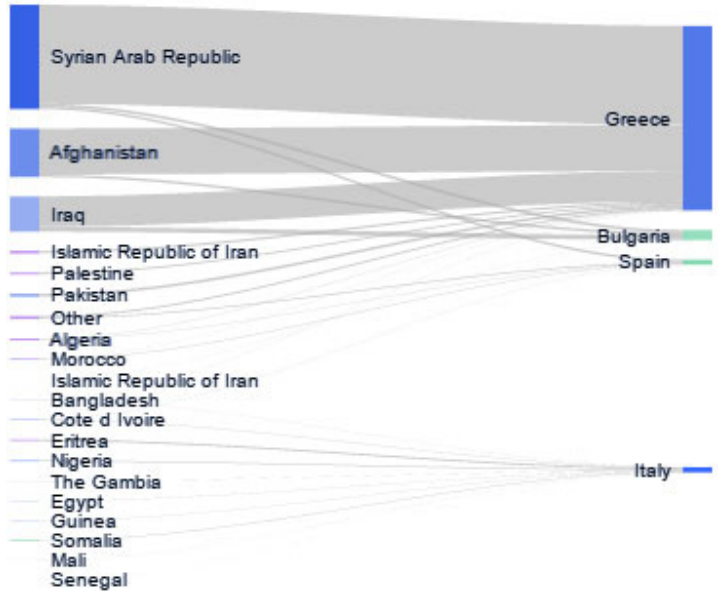 Syrian Arab Republic
Greece
Afghanistan
Iraq
Bulgaria
Islamic Republic of Iran
Spain
Palestine
Pakistan
Other
Algeria
Morocco
Islamic Republic of Iran
Bangladesh
Cote d Ivoire
Eritrea
Nigeria
Italy
The Gambia
Egypt
Guinea
Somalia
Mali
Senegal